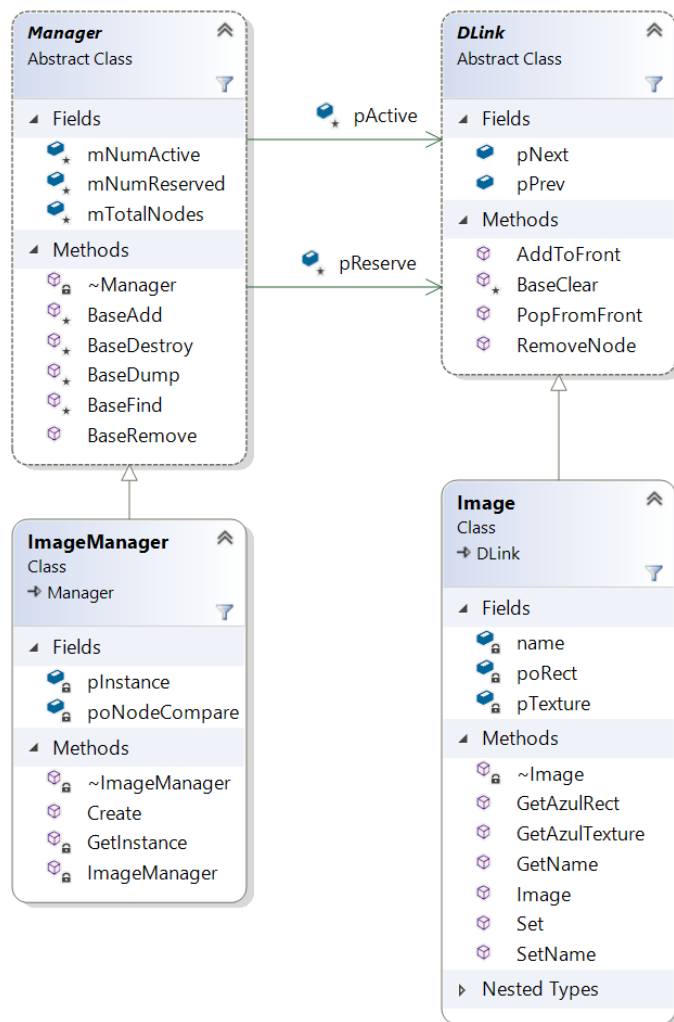 Manager
Abstract Class
Fields
mNumActive
mNumReserved
mTotalNodes
Methods
~Manager
BaseAdd
BaseDestroy
BaseDump
BaseFind
BaseRemove
pActive
pReserve
DLink
Abstract Class
Fields
pNext
pPrev
Methods
AddToFront
BaseClear
PopFromFront
RemoveNode
ImageManager
Class
Manager
Fields
pInstance
poNodeCompare
Methods
~ImageManager
Create
GetInstance
ImageManager
Image
Class
DLink
Fields
name
poRect
pTexture
Methods
~Image
GetAzulRect
GetAzulTexture
GetName
Image
Set
SetName
Nested Types